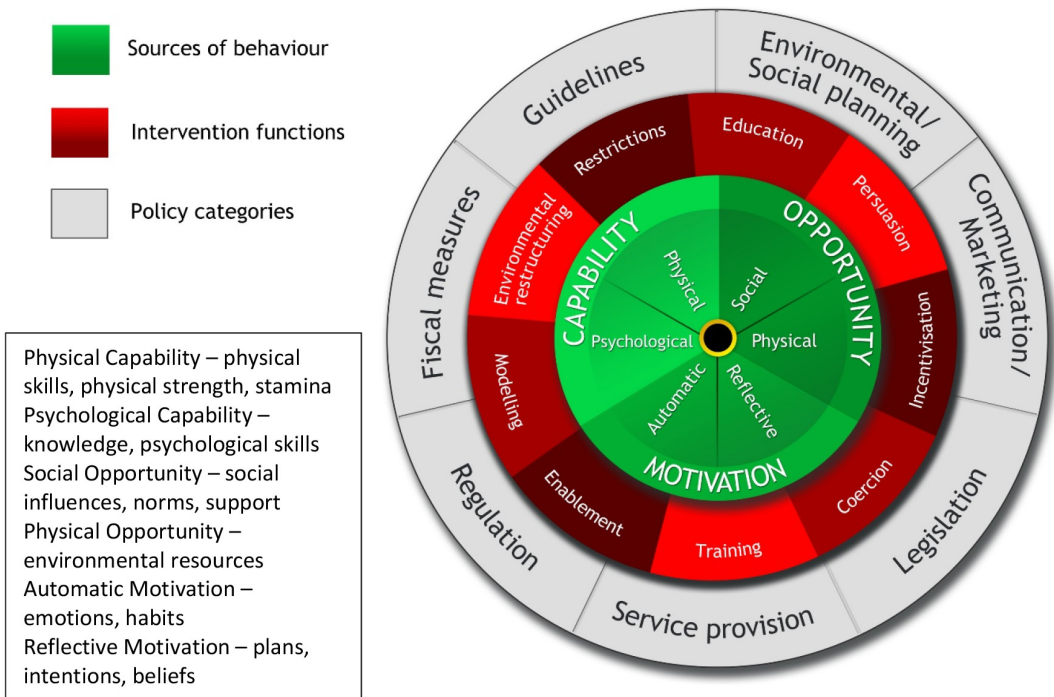 Sources of behaviour
Intervention functions
Policy categories
Physical Capability – physical
skills, physical strength, stamina
Psychological Capability –
knowledge, psychological skills
Social Opportunity – social
influences, norms, support
Physical Opportunity –
environmental resources
Automatic Motivation –
emotions, habits
Reflective Motivation – plans,
intentions, beliefs
Guidelines
Environmental/
Social planning
Communication/
Marketing
Legislation
Service provision
Regulation
Fiscal measures
Restrictions
Education
Persuasion
Incentivisation
Coercion
Training
Enablement
Modelling
Environmental
restructuring
CAPABILITY
OPPORTUNITY
MOTIVATION
Physical
Social
Psychological
Physical
Automatic
Reflective